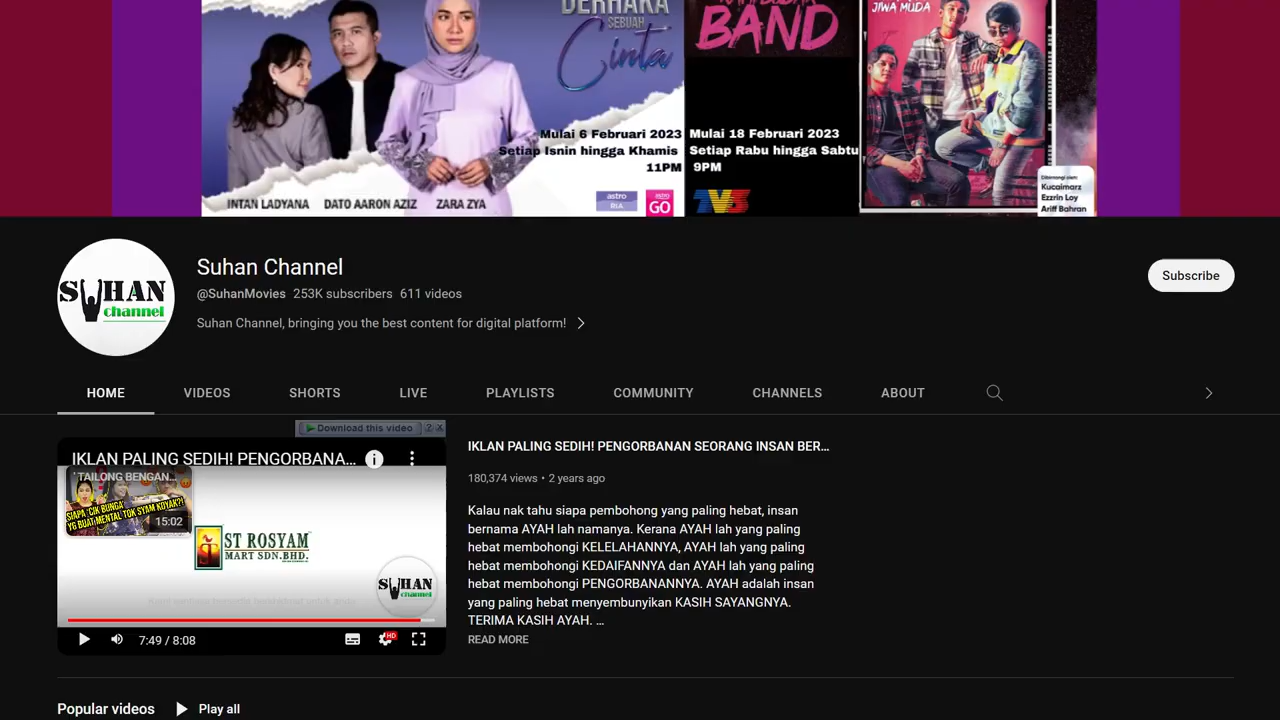 DERHAKA
SEBUAH
Cinta
Mulai 6 Februari 2023
Setiap Isnin hingga Khamis
11PM
INTAN LADYANA DATO AARON AZIZ ZARA ZYA
astro
RIA
astro
GO
BAND
Mulai 18 Februari 2023
Setiap Rabu hingga Sabtu
9PM
TV3
JIWA MUDA
Dibintangi oleh:
Kucaimarz
Ezzrin Loy
Ariff Bahran
SUHAN
channel
Suhan Channel
@SuhanMovies 253K subscribers 611 videos
Suhan Channel, bringing you the best content for digital platform!
Subscribe
HOME VIDEOS SHORTS LIVE PLAYLISTS COMMUNITY CHANNELS ABOUT
Download this video ? X
IKLAN PALING SEDIH! PENGORBANA...
TAILONG BENGAN...
SIAPA 'CIK BUNGA'
Y6 BUAT MENTAL TOK SYAM KOYAK?!
15:02
ST ROSYAM
MART SDN.BHD.
SUHAN
channel
7:49 / 8:08
HD
IKLAN PALING SEDIH! PENGORBANAN SEORANG INSAN BER...
180,374 views • 2 years ago
Kalau nak tahu siapa pembohong yang paling hebat, insan
bernama AYAH lah namanya. Kerana AYAH lah yang paling
hebat membohongi KELELAHANNYA, AYAH lah yang paling
hebat membohongi KEDAIFANNYA dan AYAH lah yang paling
hebat membohongi PENGORBANANNYA. AYAH adalah insan
yang paling hebat menyembunyikan KASIH SAYANGNYA.
TERIMA KASIH AYAH. ...
READ MORE
Popular videos Play all